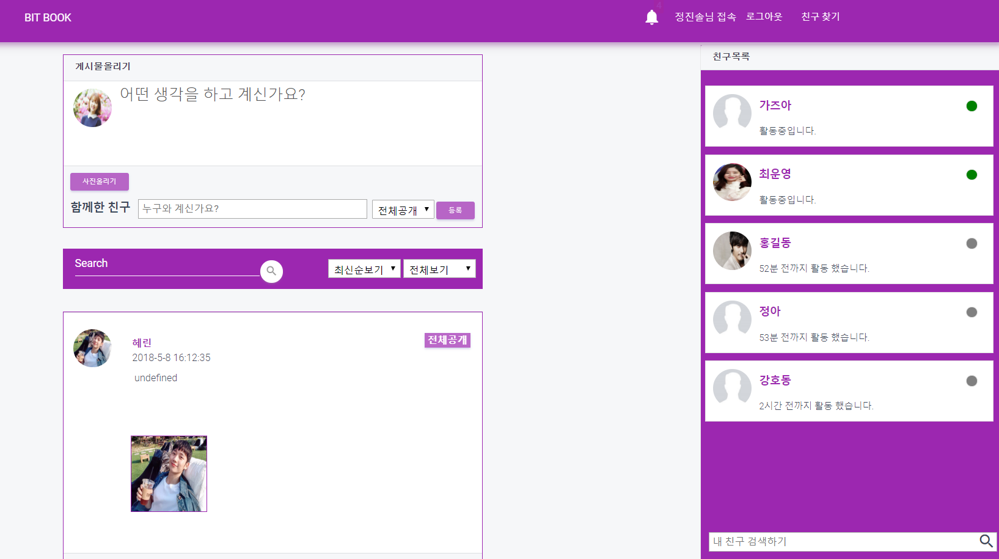 BIT BOOK
4
정진솔님 접속 로그아웃 친구 찾기
게시물올리기
어떤 생각을 하고 계신가요?
사진올리기
함께한 친구 누구와 계신가요? 전체공개 등록
Search
최신순보기 전체보기
혜린
전체공개
2018-5-8 16:12:35
undefined
친구목록
가즈아
활동중입니다.
최운영
활동중입니다.
홍길동
52분 전까지 활동 했습니다.
정아
53분 전까지 활동 했습니다.
강호동
2시간 전까지 활동 했습니다.
내 친구 검색하기